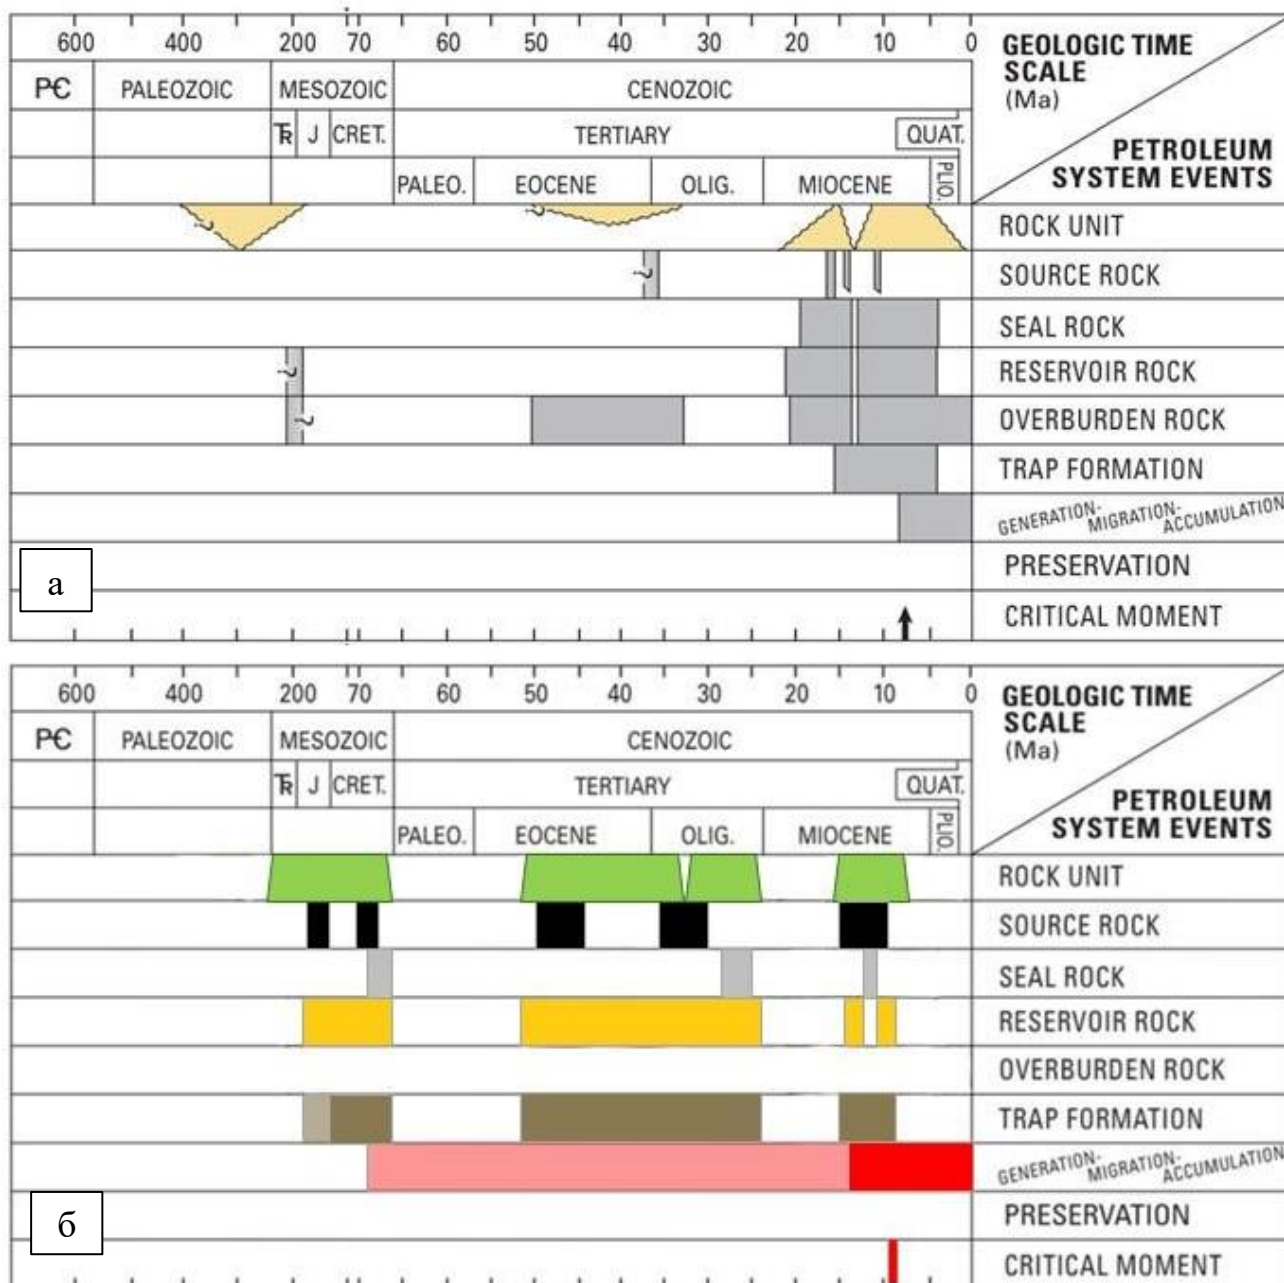 600 400 200 70 60 50 40 30 20 10 0
GEOLOGIC TIME
SCALE
(Ma)
P-Є PALEOZOIC MESOZOIC CENOZOIC
TR J CRET. TERTIARY QUAT.
PETROLEUM
SYSTEM EVENTS
PALEO. EOCENE OLIG. MIOCENE PLIO.
? ? ROCK UNIT
? SOURCE ROCK
SEAL ROCK
? RESERVOIR ROCK
? OVERBURDEN ROCK
TRAP FORMATION
GENERATION-MIGRATION-ACCUMULATION
а
PRESERVATION
CRITICAL MOMENT
600 400 200 70 60 50 40 30 20 10 0
GEOLOGIC TIME
SCALE
(Ma)
P-Є PALEOZOIC MESOZOIC CENOZOIC
TR J CRET. TERTIARY QUAT.
PETROLEUM
SYSTEM EVENTS
PALEO. EOCENE OLIG. MIOCENE PLIO.
ROCK UNIT
SOURCE ROCK
SEAL ROCK
RESERVOIR ROCK
OVERBURDEN ROCK
TRAP FORMATION
GENERATION-MIGRATION-ACCUMULATION
б
PRESERVATION
CRITICAL MOMENT